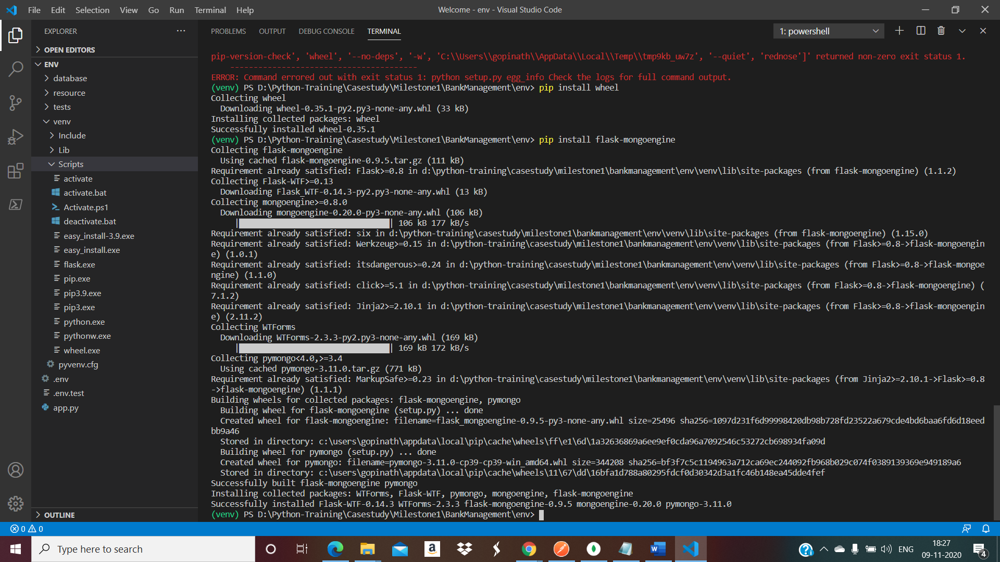 File Edit Selection View Go Run Terminal Help
Welcome - env - Visual Studio Code
EXPLORER
OPEN EDITORS
ENV
database
resource
tests
venv
Include
Lib
Scripts
activate
activate.bat
Activate.ps1
deactivate.bat
easy_install-3.9.exe
easy_install.exe
flask.exe
pip.exe
pip3.9.exe
pip3.exe
python.exe
pythonw.exe
wheel.exe
pyvenv.cfg
.env
.env.test
app.py
OUTLINE
PROBLEMS OUTPUT DEBUG CONSOLE TERMINAL
1: powershell
pip-version-check', 'wheel', '--no-deps', '-w', 'C:\\Users\\gopinath\\AppData\\Local\\Temp\\tmp9kb_uw7z', '--quiet', 'rednose']' returned non-zero exit status 1.
----------------------------------------
ERROR: Command errored out with exit status 1: python setup.py egg_info Check the logs for full command output.
(venv) PS D:\Python-Training\Casestudy\Milestone1\BankManagement\env> pip install wheel
Collecting wheel
Downloading wheel-0.35.1-py2.py3-none-any.whl (33 kB)
Installing collected packages: wheel
Successfully installed wheel-0.35.1
(venv) PS D:\Python-Training\Casestudy\Milestone1\BankManagement\env> pip install flask-mongoengine
Collecting flask-mongoengine
Using cached flask-mongoengine-0.9.5.tar.gz (111 kB)
Requirement already satisfied: Flask>=0.8 in d:\python-training\casestudy\milestone1\bankmanagement\env\venv\lib\site-packages (from flask-mongoengine) (1.1.2)
Collecting Flask-WTF>=0.13
Downloading Flask_WTF-0.14.3-py2.py3-none-any.whl (13 kB)
Collecting mongoengine>=0.8.0
Downloading mongoengine-0.20.0-py3-none-any.whl (106 kB)
106 kB 177 kB/s
Requirement already satisfied: six in d:\python-training\casestudy\milestone1\bankmanagement\env\venv\lib\site-packages (from flask-mongoengine) (1.15.0)
Requirement already satisfied: Werkzeug>=0.15 in d:\python-training\casestudy\milestone1\bankmanagement\env\venv\lib\site-packages (from Flask>=0.8->flask-mongoengin
e) (1.0.1)
Requirement already satisfied: itsdangerous>=0.24 in d:\python-training\casestudy\milestone1\bankmanagement\env\venv\lib\site-packages (from Flask>=0.8->flask-mongoe
ngine) (1.1.0)
Requirement already satisfied: click>=5.1 in d:\python-training\casestudy\milestone1\bankmanagement\env\venv\lib\site-packages (from Flask>=0.8->flask-mongoengine) (
7.1.2)
Requirement already satisfied: Jinja2>=2.10.1 in d:\python-training\casestudy\milestone1\bankmanagement\env\venv\lib\site-packages (from Flask>=0.8->flask-mongoengin
e) (2.11.2)
Collecting WTForms
Downloading WTForms-2.3.3-py2.py3-none-any.whl (169 kB)
169 kB 172 kB/s
Collecting pymongo<4.0,>=3.4
Using cached pymongo-3.11.0.tar.gz (771 kB)
Requirement already satisfied: MarkupSafe>=0.23 in d:\python-training\casestudy\milestone1\bankmanagement\env\venv\lib\site-packages (from Jinja2>=2.10.1->Flask>=0.8
->flask-mongoengine) (1.1.1)
Building wheels for collected packages: flask-mongoengine, pymongo
Building wheel for flask-mongoengine (setup.py) ... done
Created wheel for flask-mongoengine: filename=flask_mongoengine-0.9.5-py3-none-any.whl size=25496 sha256=1097d231f6d99998420db98b728fd23522a679cde4bd6baa6fd6d18eed
bb9a46
Stored in directory: c:\users\gopinath\appdata\local\pip\cache\wheels\ff\e1\6d\1a32636869a6ee9ef0cda96a7092546c53272cb698934fa09d
Building wheel for pymongo (setup.py) ... done
Created wheel for pymongo: filename=pymongo-3.11.0-cp39-cp39-win_amd64.whl size=344208 sha256=bf3f7c5c1194963a712ca69ec244092fb968b029c074f0389139369e949189a6
Stored in directory: c:\users\gopinath\appdata\local\pip\cache\wheels\11\67\dd\16bfa1d788a80295fdcf0d30342d3a1fc46b148ea45dde4fef
Successfully built flask-mongoengine pymongo
Installing collected packages: WTForms, Flask-WTF, pymongo, mongoengine, flask-mongoengine
Successfully installed Flask-WTF-0.14.3 WTForms-2.3.3 flask-mongoengine-0.9.5 mongoengine-0.20.0 pymongo-3.11.0
(venv) PS D:\Python-Training\Casestudy\Milestone1\BankManagement\env>
0 0
Type here to search
ENG
18:27
09-11-2020
4